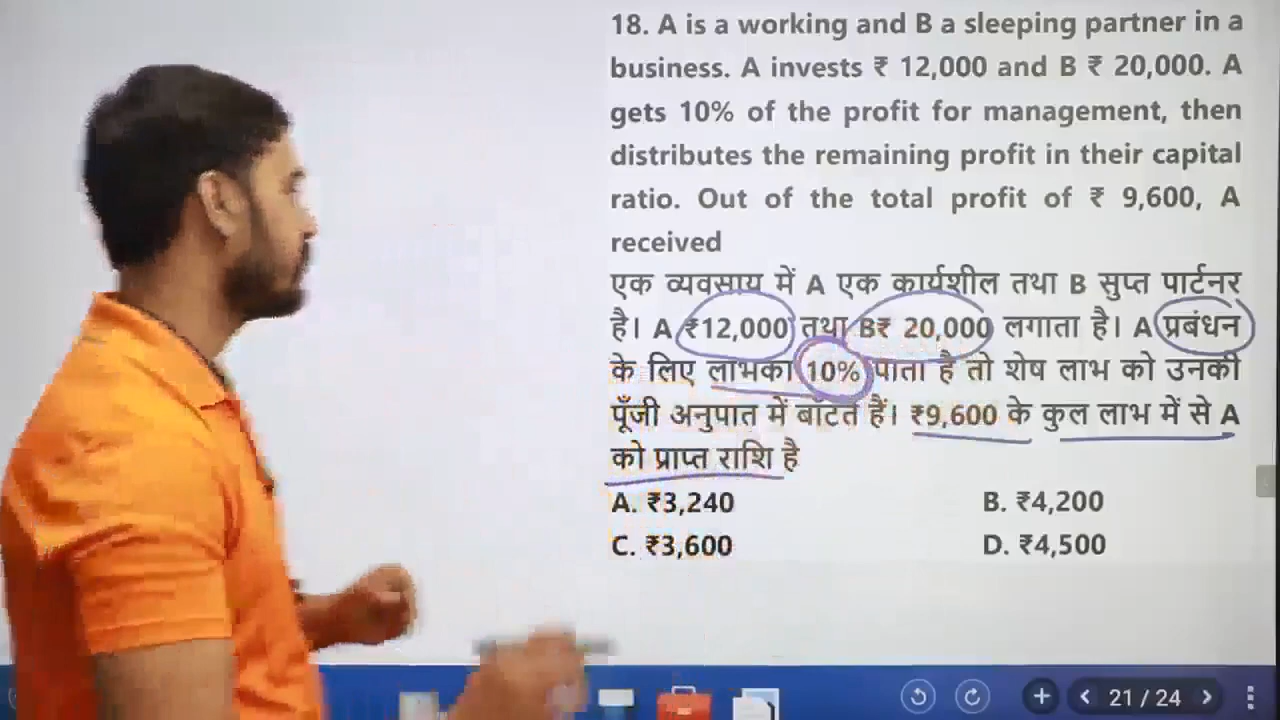 18. A is a working and B a sleeping partner in a
business. A invests ₹ 12,000 and B ₹ 20,000. A
gets 10% of the profit for management, then
distributes the remaining profit in their capital
ratio. Out of the total profit of ₹ 9,600, A
received
एक व्यवसाय में A एक कार्यशील तथा B सुप्त पार्टनर
है। A ₹12,000 तथा B₹ 20,000 लगाता है। A प्रबंधन
के लिए लाभका 10% पाता है तो शेष लाभ को उनकी
पूँजी अनुपात में बाँटते हैं। ₹9,600 के कुल लाभ में से A
को प्राप्त राशि है
A. ₹3,240 B. ₹4,200
C. ₹3,600 D. ₹4,500
21 / 24